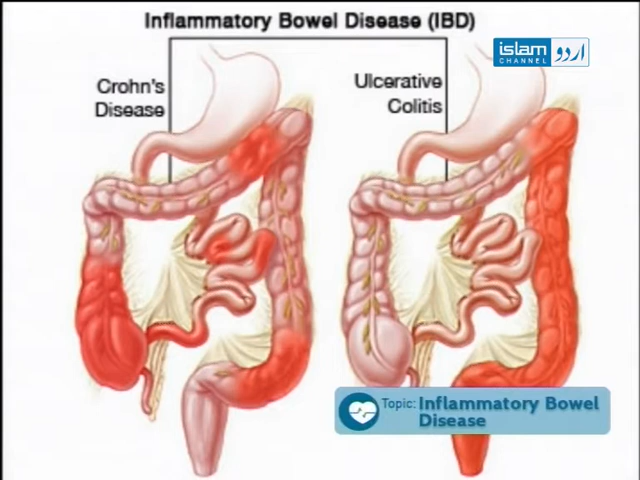 Inflammatory Bowel Disease (IBD)
islam
CHANNEL
اردو
Crohn's
Disease
Ulcerative
Colitis
Topic: Inflammatory Bowel
Disease